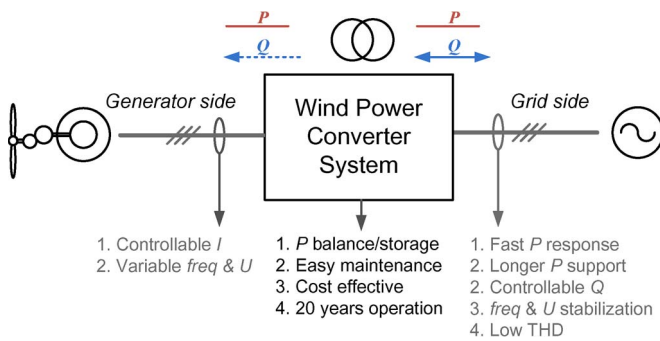 P
P
Q
Q
Generator side
Wind Power
Converter
System
Grid side
1. Controllable I
2. Variable freq & U
1. P balance/storage
2. Easy maintenance
3. Cost effective
4. 20 years operation
1. Fast P response
2. Longer P support
2. Controllable Q
3. freq & U stabilization
4. Low THD